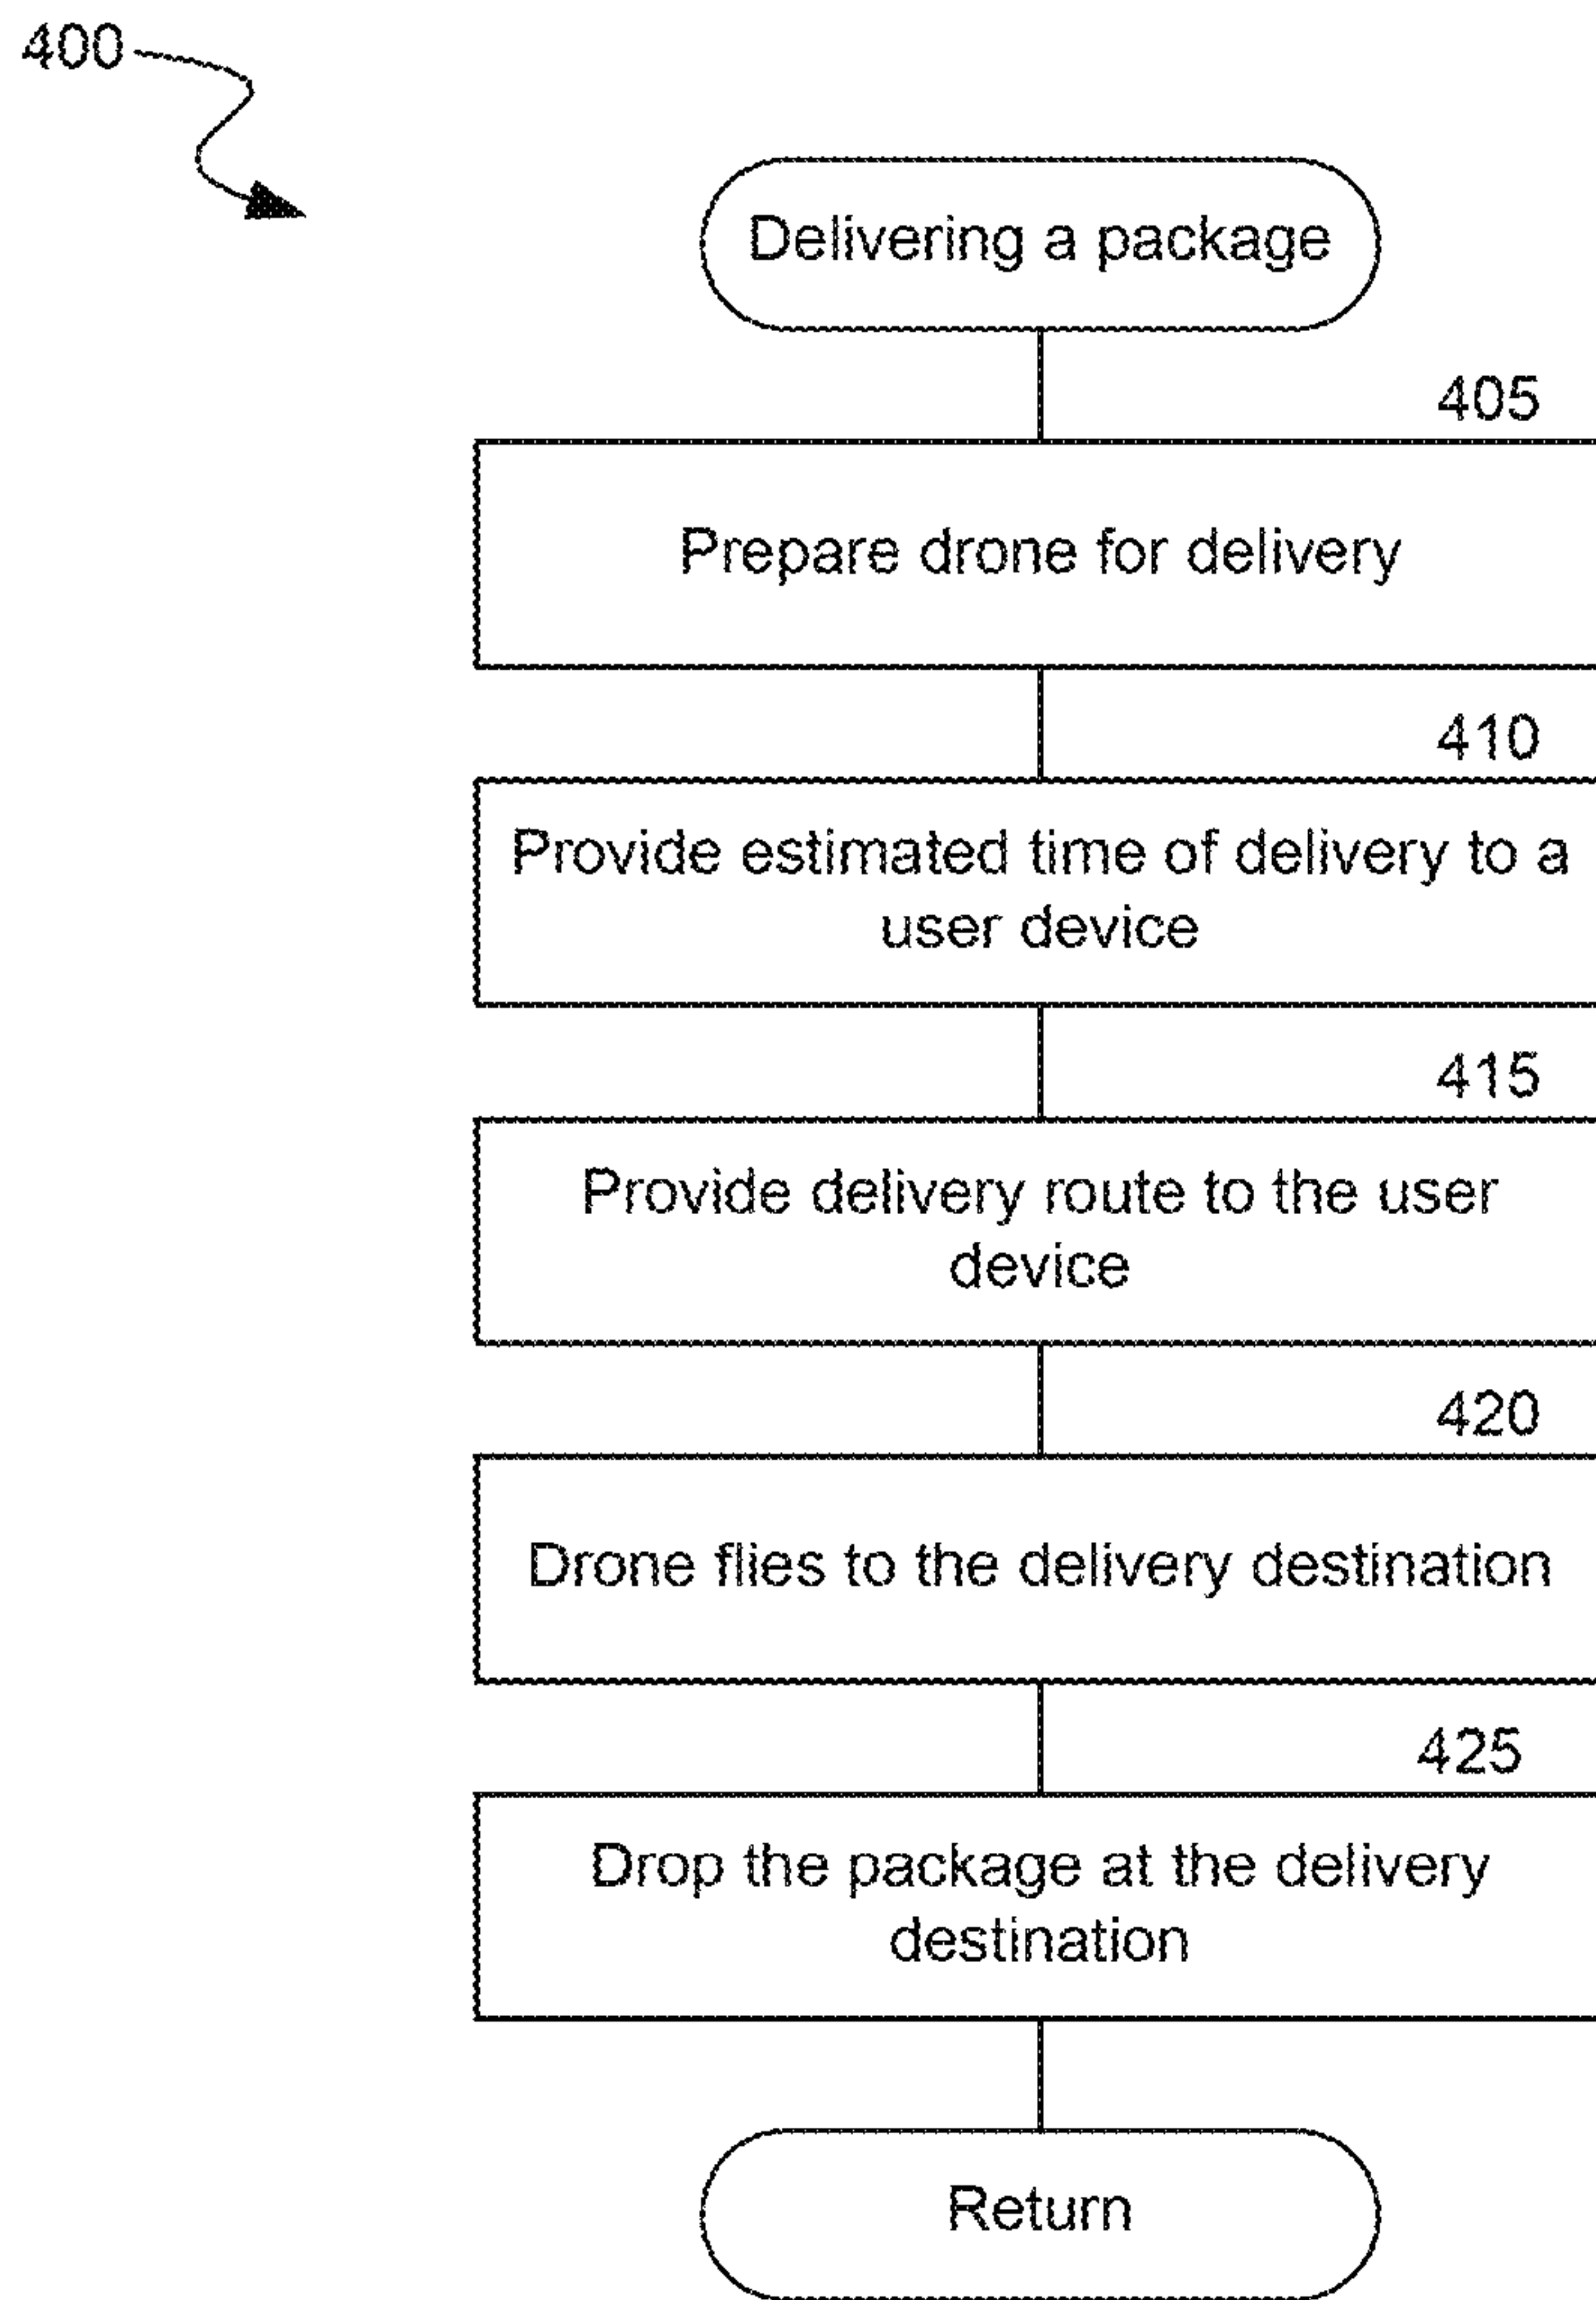 400
Delivering a package
405
Prepare drone for delivery
410
Provide estimated time of delivery to a
user device
415
Provide delivery route to the user
device
420
Drone flies to the delivery destination
425
Drop the package at the delivery
destination
Return